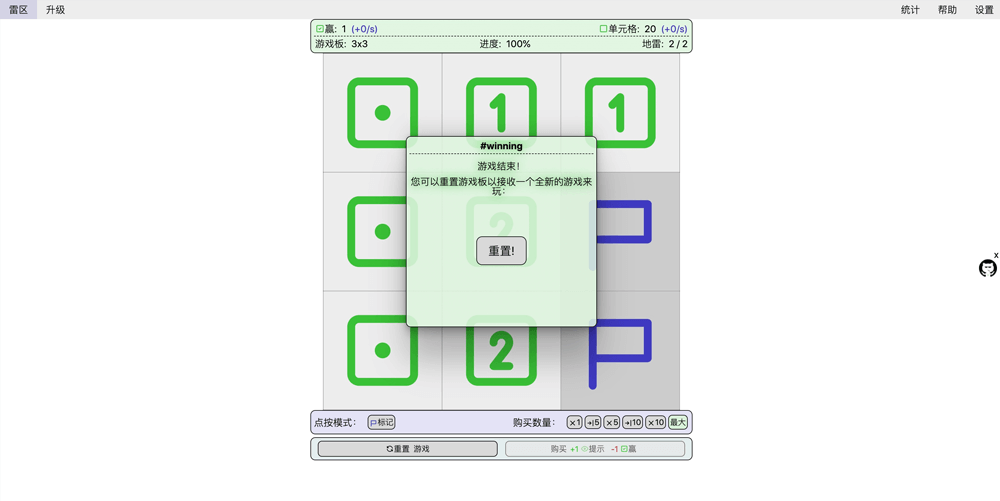 雷区 升级 统计 帮助 设置
赢: 1 (+0/s) 单元格: 20 (+0/s)
游戏板: 3x3 进度: 100% 地雷: 2 / 2
1 1
#winning
游戏结束！
您可以重置游戏板以接收一个全新的游戏来
玩：
2
重置!
x
2
点按模式： 标记 购买数量： ×1 →|5 ×5 →|10 ×10 最大
重置 游戏 购买 +1 提示 -1 赢